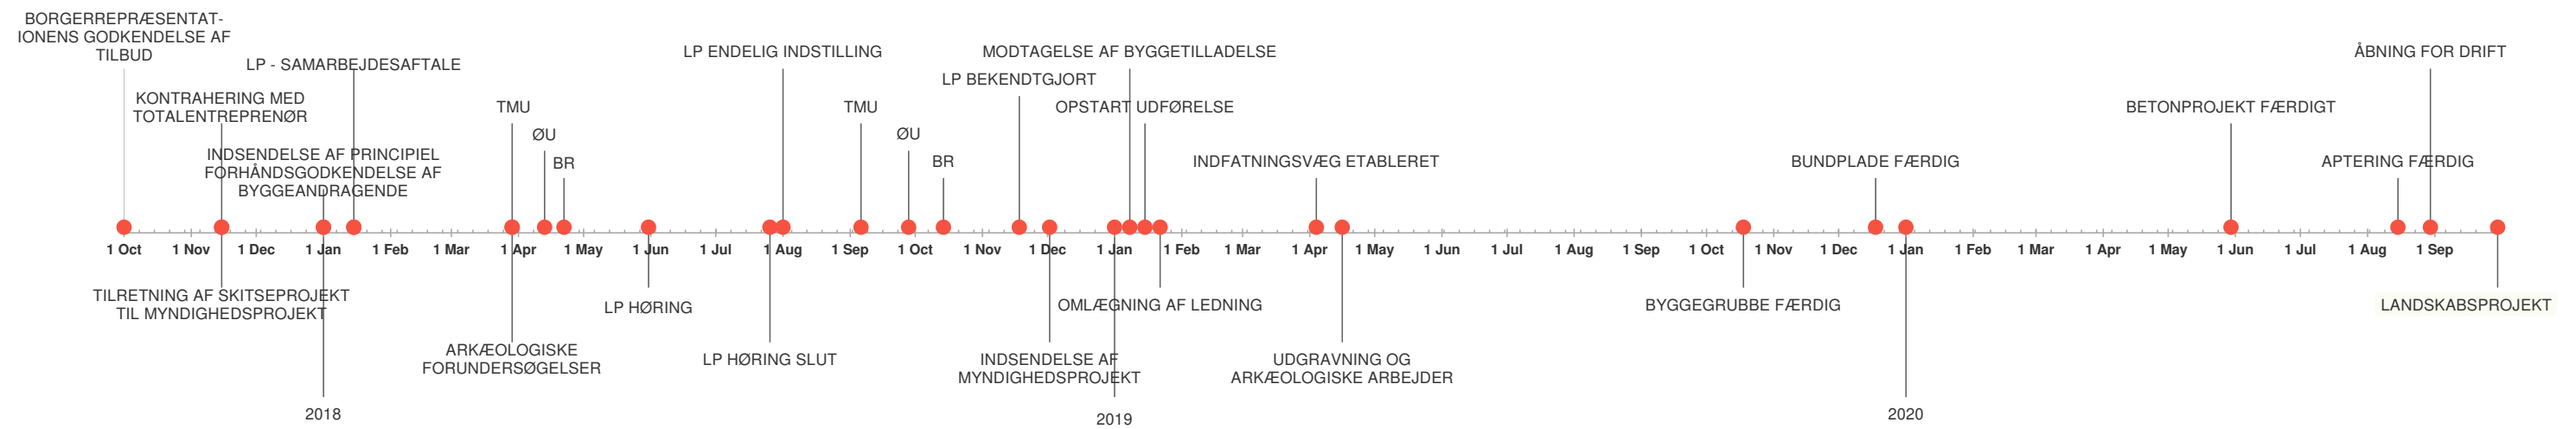 BORGERREPRÆSENTAT-
IONENS GODKENDELSE AF
TILBUD
LP - SAMARBEJDESAFTALE
KONTRAHERING MED
TOTALENTREPRENØR
INDSENDELSE AF PRINCIPIEL
FORHÅNDSGODKENDELSE AF
BYGGEANDRAGENDE
TMU
ØU
BR
LP ENDELIG INDSTILLING
TMU
ØU
BR
MODTAGELSE AF BYGGETILLADELSE
LP BEKENDTGJORT
OPSTART UDFØRELSE
INDFATNINGSVÆG ETABLERET
BUNDPLADE FÆRDIG
BETONPROJEKT FÆRDIGT
ÅBNING FOR DRIFT
APTERING FÆRDIG
1 Oct 1 Nov 1 Dec 1 Jan 1 Feb 1 Mar 1 Apr 1 May 1 Jun 1 Jul 1 Aug 1 Sep 1 Oct 1 Nov 1 Dec 1 Jan 1 Feb 1 Mar 1 Apr 1 May 1 Jun 1 Jul 1 Aug 1 Sep 1 Oct 1 Nov 1 Dec 1 Jan 1 Feb 1 Mar 1 Apr 1 May 1 Jun 1 Jul 1 Aug 1 Sep
TILRETNING AF SKITSEPROJEKT
TIL MYNDIGHEDSPROJEKT
2018
ARKÆOLOGISKE
FORUNDERSØGELSER
LP HØRING
LP HØRING SLUT
INDSENDELSE AF
MYNDIGHEDSPROJEKT
OMLÆGNING AF LEDNING
2019
UDGRAVNING OG
ARKÆOLOGISKE ARBEJDER
BYGGEGRUBBE FÆRDIG
2020
LANDSKABSPROJEKT